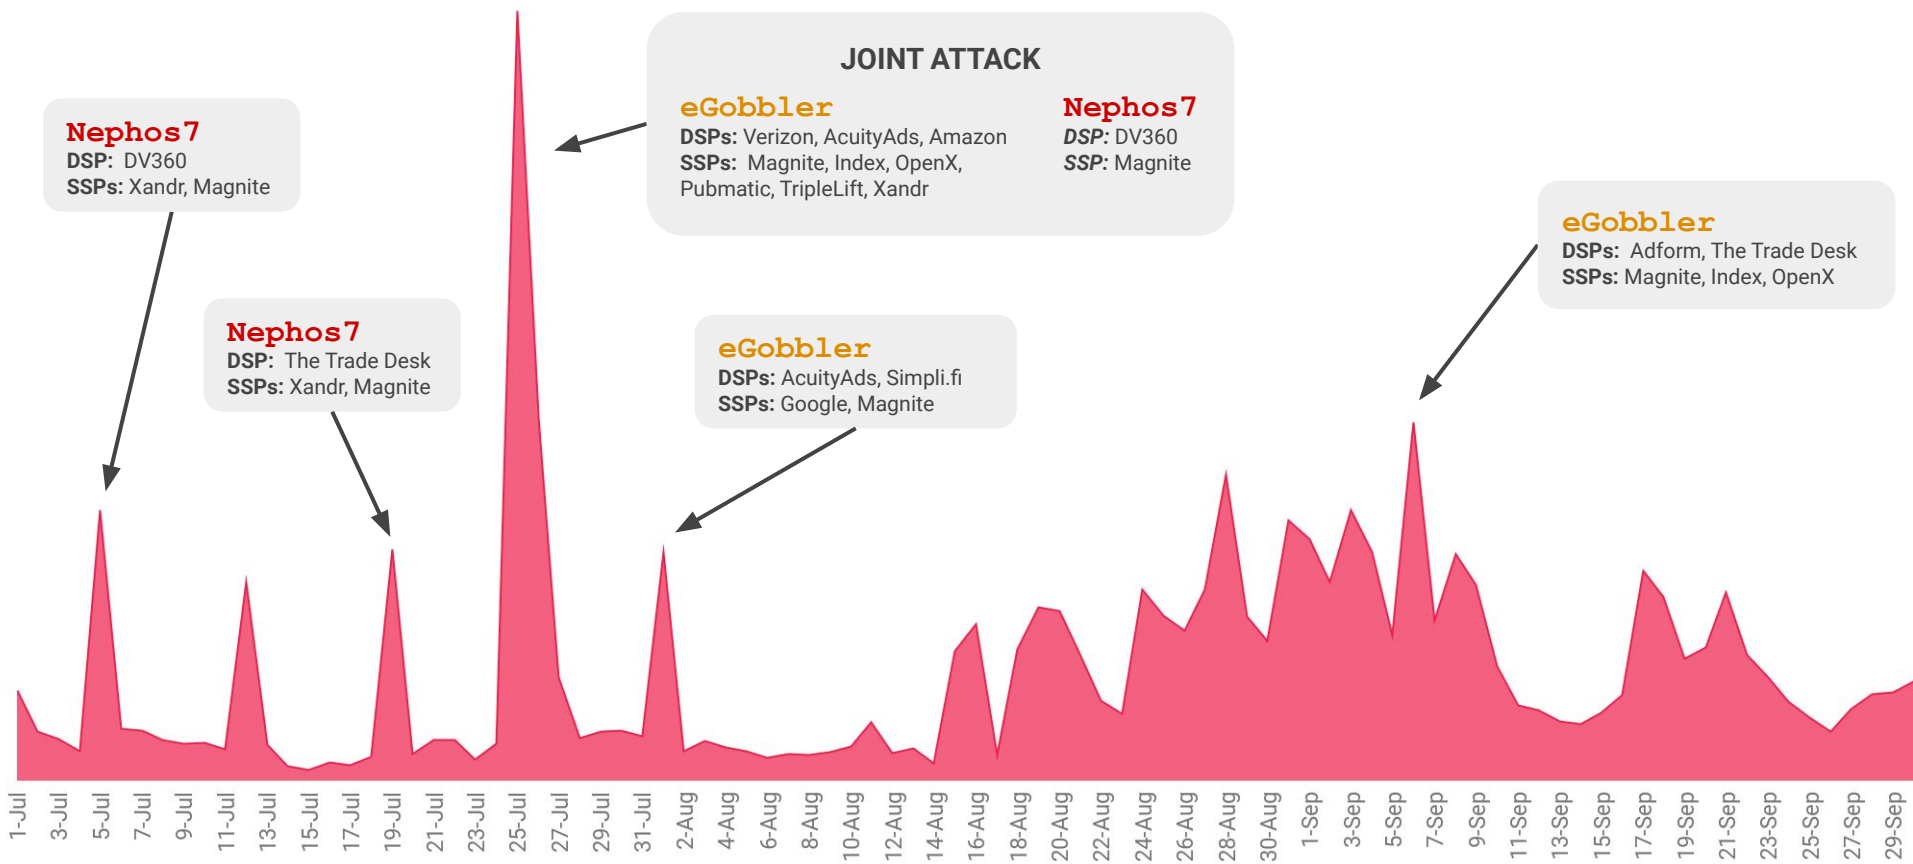 JOINT ATTACK
eGobbler
DSPs: Verizon, AcuityAds, Amazon
SSPs: Magnite, Index, OpenX,
Pubmatic, TripleLift, Xandr
Nephos7
DSP: DV360
SSP: Magnite
Nephos7
DSP: DV360
SSPs: Xandr, Magnite
eGobbler
DSPs: Adform, The Trade Desk
SSPs: Magnite, Index, OpenX
Nephos7
DSP: The Trade Desk
SSPs: Xandr, Magnite
eGobbler
DSPs: AcuityAds, Simpli.fi
SSPs: Google, Magnite
1-Jul
3-Jul
5-Jul
7-Jul
9-Jul
11-Jul
13-Jul
15-Jul
17-Jul
19-Jul
21-Jul
23-Jul
25-Jul
27-Jul
29-Jul
31-Jul
2-Aug
4-Aug
6-Aug
8-Aug
10-Aug
12-Aug
14-Aug
16-Aug
18-Aug
20-Aug
22-Aug
24-Aug
26-Aug
28-Aug
30-Aug
1-Sep
3-Sep
5-Sep
7-Sep
9-Sep
11-Sep
13-Sep
15-Sep
17-Sep
19-Sep
21-Sep
23-Sep
25-Sep
27-Sep
29-Sep